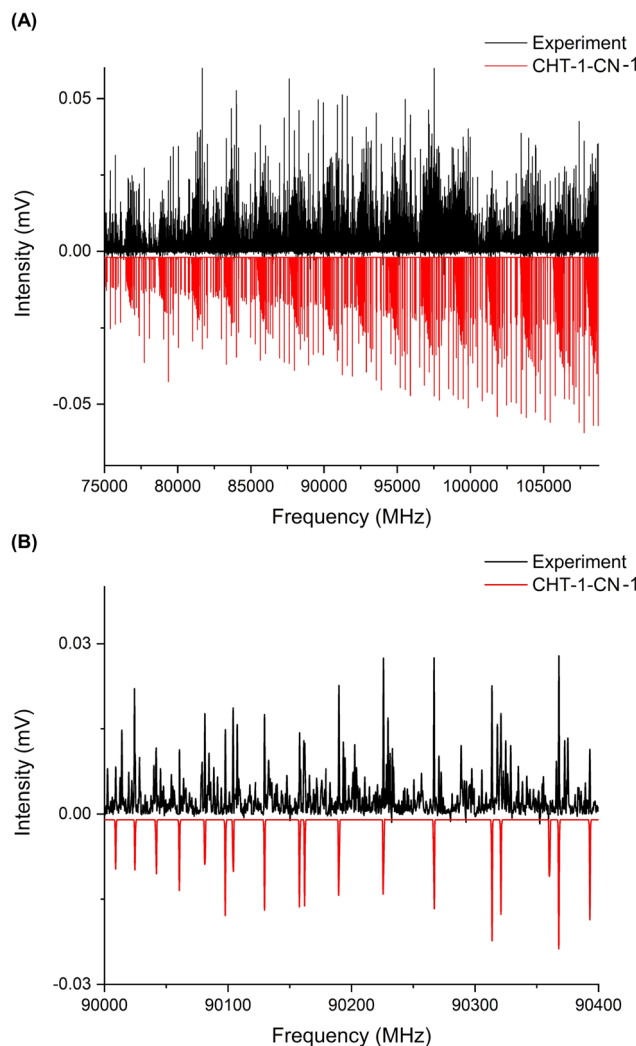 (A)
Experiment
CHT-1-CN-1
0.05
0.00
-0.05
Intensity (mV)
75000 80000 85000 90000 95000 100000 105000
Frequency (MHz)
(B)
Experiment
CHT-1-CN-1
0.03
0.00
-0.03
Intensity (mV)
90000 90100 90200 90300 90400
Frequency (MHz)